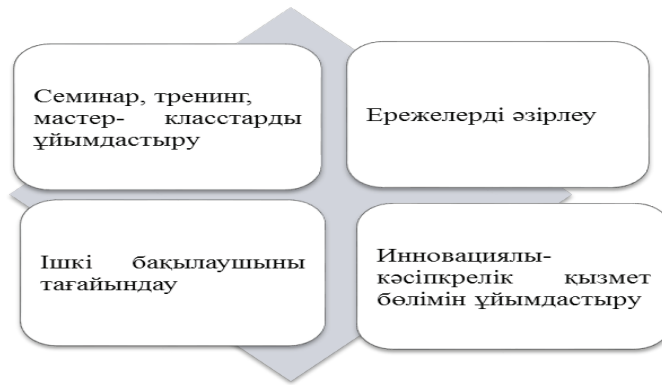 Семинар, тренинг,
мастер- класстарды
ұйымдастыру
Ережелерді әзірлеу
Ішкі бақылаушыны
тағайындау
Инновациялы-
кәсіпкрелік қызмет
бөлімін ұйымдастыру